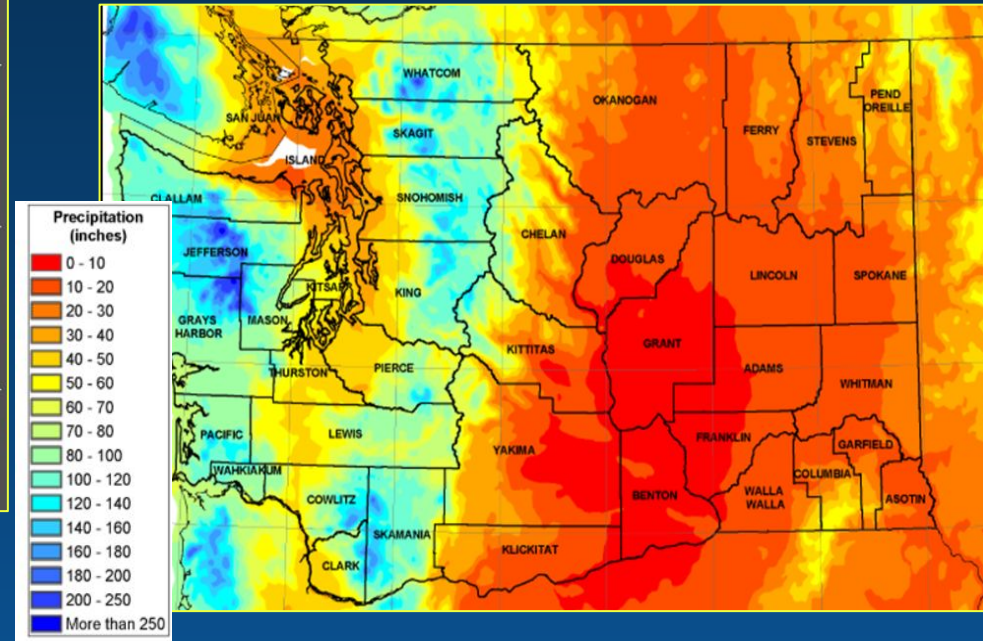 WHATCOM
OKANOGAN
PEND
OREILLE
SAN JUAN
SKAGIT
FERRY
STEVENS
ISLAND
CLALLAM
SNOHOMISH
CHELAN
Precipitation
(inches)
0 - 10
10 - 20
20 - 30
30 - 40
40 - 50
50 - 60
60 - 70
70 - 80
80 - 100
100 - 120
120 - 140
140 - 160
160 - 180
180 - 200
200 - 250
More than 250
JEFFERSON
DOUGLAS
LINCOLN
SPOKANE
KITSAP
KING
GRAYS
HARBOR
MASON
GRANT
KITTITAS
THURSTON
PIERCE
ADAMS
WHITMAN
PACIFIC
LEWIS
YAKIMA
FRANKLIN
GARFIELD
WAHKIAKUM
COLUMBIA
COWLITZ
BENTON
WALLA
WALLA
ASOTIN
SKAMANIA
KLICKITAT
CLARK